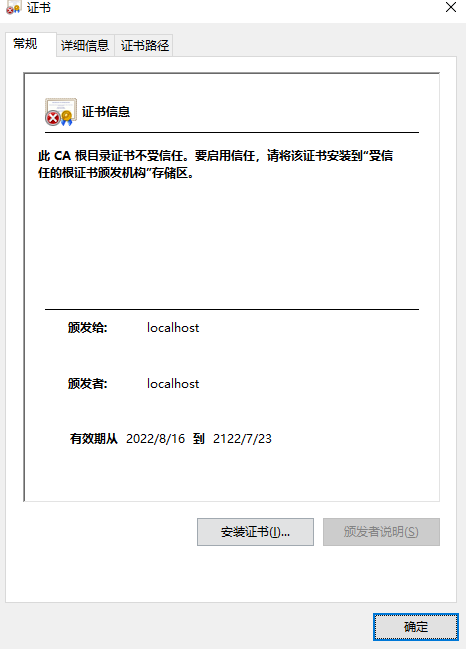 证书
常规 详细信息 证书路径
证书信息
此 CA 根目录证书不受信任。要启用信任，请将该证书安装到“受信
任的根证书颁发机构”存储区。
颁发给: localhost
颁发者: localhost
有效期从 2022/8/16 到 2122/7/23
安装证书(I)... 颁发者说明(S)
确定